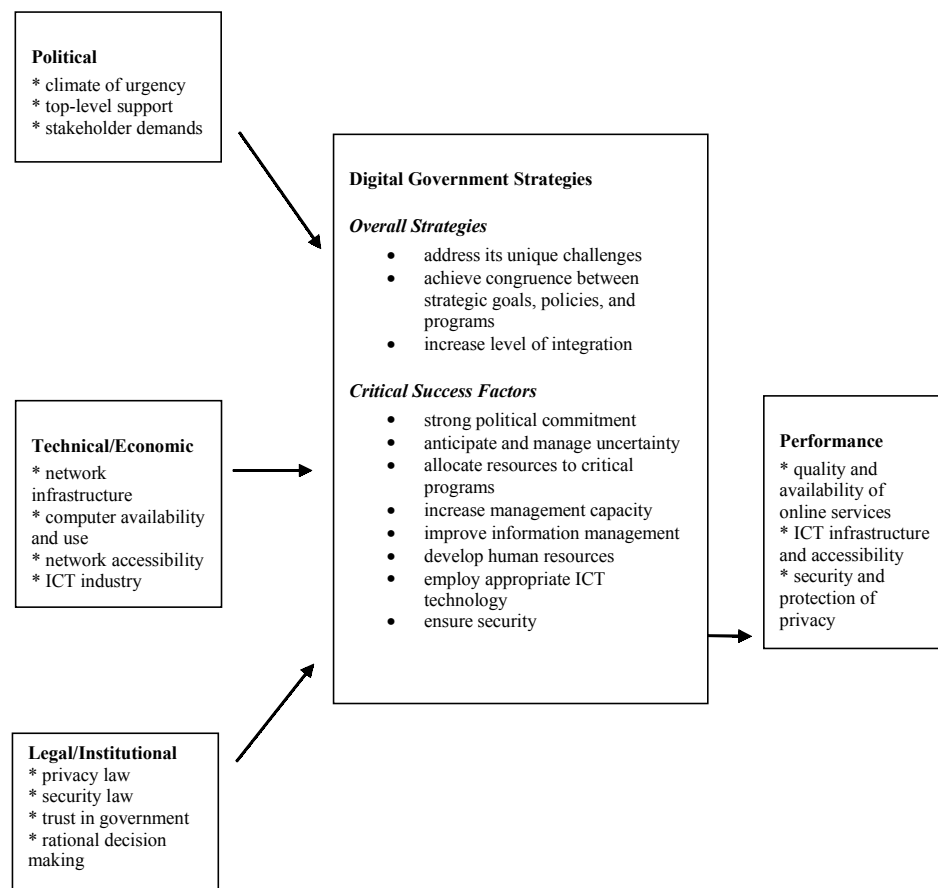 Political
* climate of urgency
* top-level support
* stakeholder demands
Digital Government Strategies
Overall Strategies
• address its unique challenges
• achieve congruence between
strategic goals, policies, and
programs
• increase level of integration
Critical Success Factors
• strong political commitment
• anticipate and manage uncertainty
• allocate resources to critical
programs
• increase management capacity
• improve information management
• develop human resources
• employ appropriate ICT
technology
• ensure security
Technical/Economic
* network
infrastructure
* computer availability
and use
* network accessibility
* ICT industry
Performance
* quality and
availability of
online services
* ICT infrastructure
and accessibility
* security and
protection of
privacy
Legal/Institutional
* privacy law
* security law
* trust in government
* rational decision
making